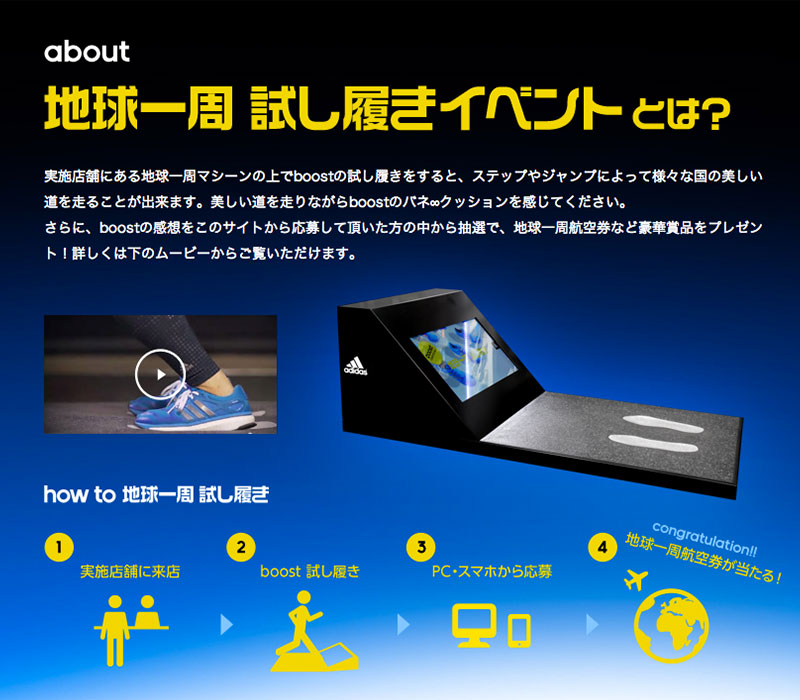 about
地球一周 試し履きイベントとは?
実施店舗にある地球一周マシーンの上でboostの試し履きをすると、ステップやジャンプによって様々な国の美しい
道を走ることが出来ます。美しい道を走りながらboostのバネ∞クッションを感じてください。
さらに、boostの感想をこのサイトから応募して頂いた方の中から抽選で、地球一周航空券など豪華賞品をプレゼン
ト！詳しくは下のムービーからご覧いただけます。
adidas
how to 地球一周 試し履き
1
実施店舗に来店
2
boost 試し履き
3
PC・スマホから応募
4
congratulation!!
地球一周航空券が当たる!